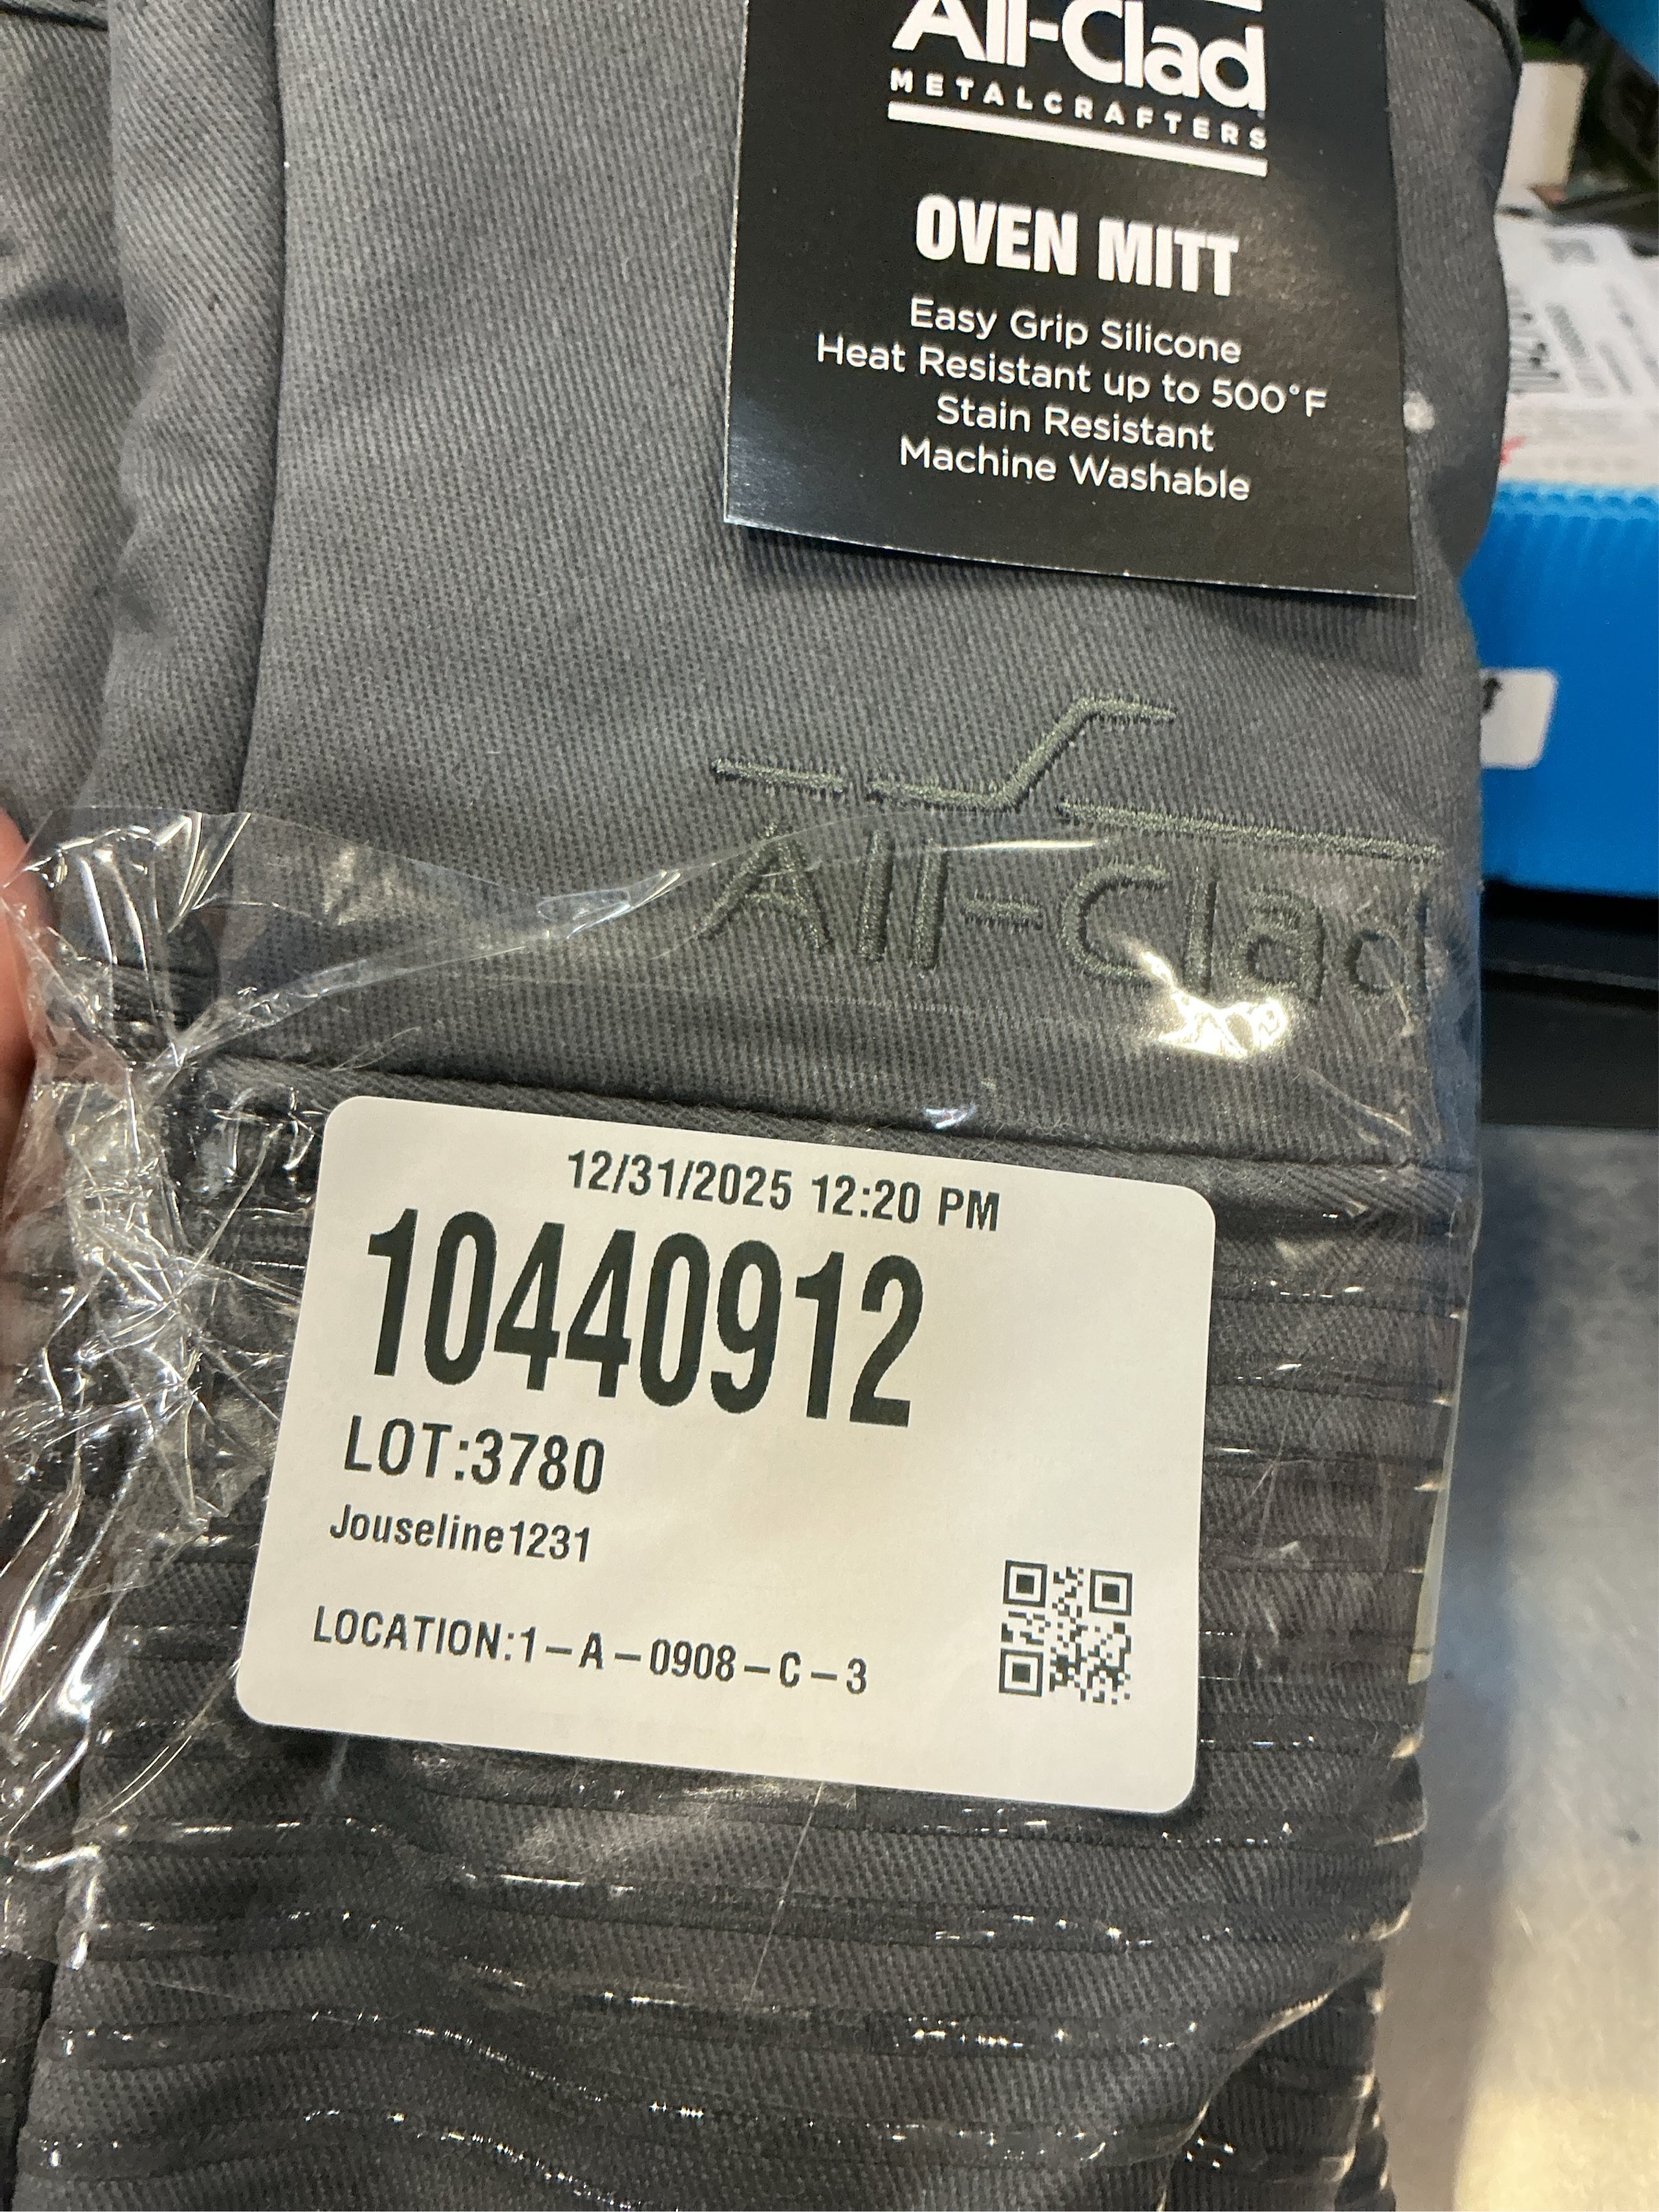 All-Clad
METALCRAFTERS
OVEN MITT
Easy Grip Silicone
Heat Resistant up to 500°F
Stain Resistant
Machine Washable
All-Clad
12/31/2025 12:20 PM
10440912
LOT:3780
Jouseline1231
LOCATION:1-A-0908-C-3